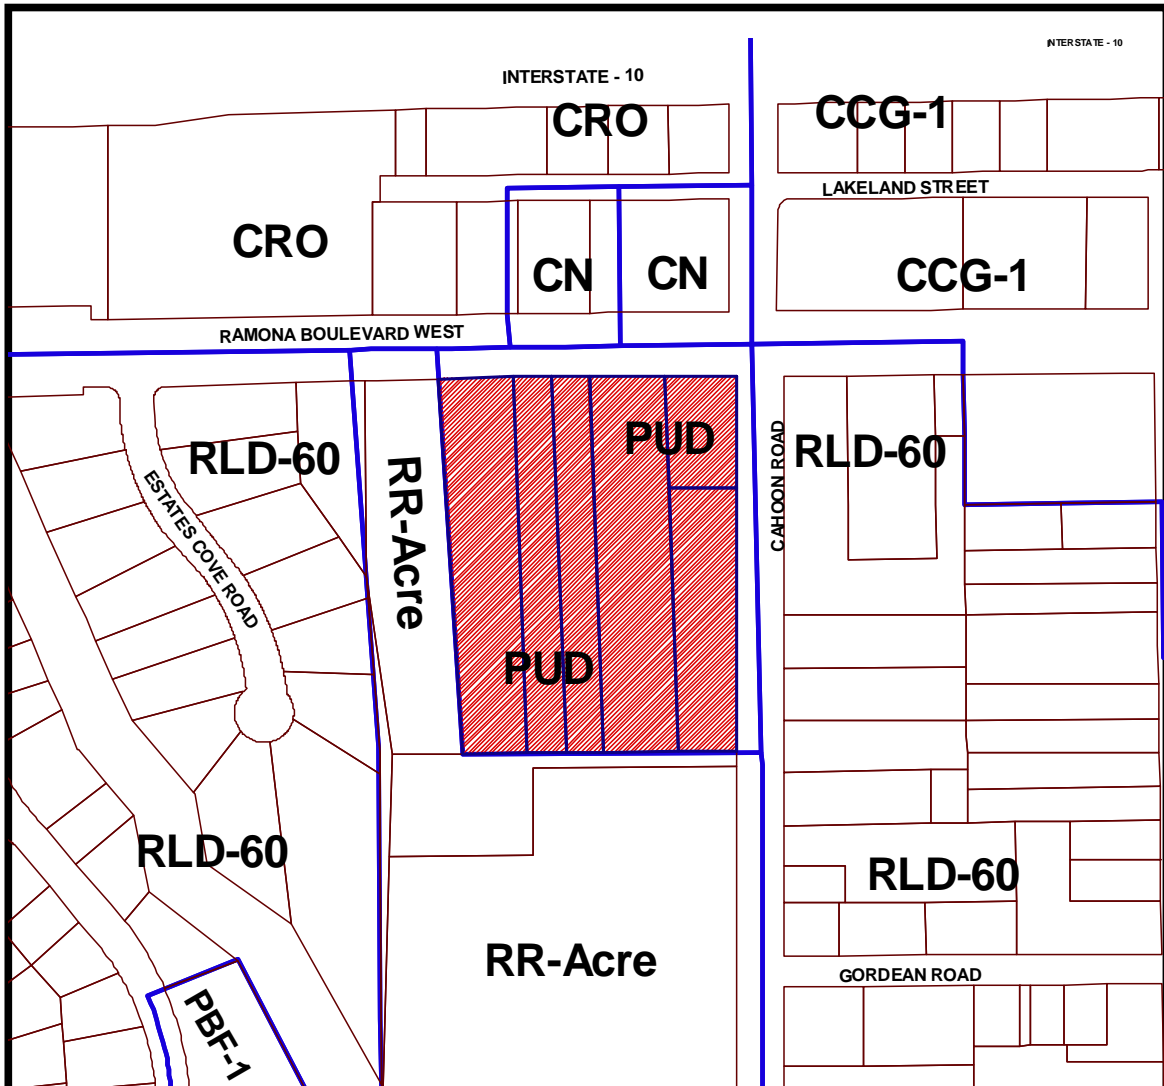 INTERSTATE - 10
INTERSTATE - 10
CRO
CCG-1
LAKELAND STREET
CRO
CN
CN
CCG-1
RAMONA BOULEVARD WEST
RLD-60
RR-Acre
PUD
CAHOON ROAD
RLD-60
ESTATES COVE ROAD
PUD
RLD-60
RLD-60
RR-Acre
GORDEAN ROAD
PBF-1